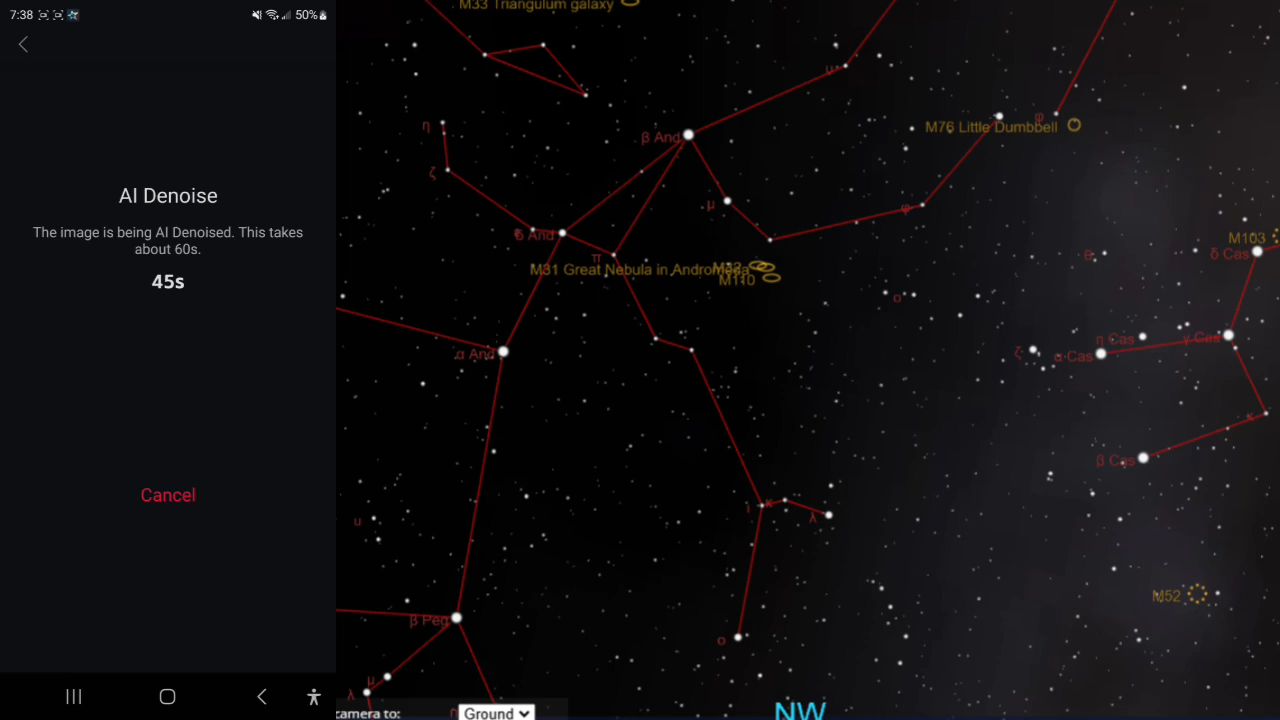 7:38
50%
AI Denoise
The image is being AI Denoised. This takes
about 60s.
45s
Cancel
M33 Triangulum galaxy
μ
η
β And
M76 Little Dumbbell
φ
ζ
μ
φ
δ And
M103
π
β
δ Cas
M31 Great Nebula in Andromeda
M32
M110
ο
η Cas
γ Cas
ζ
α Cas
α And
κ
β Cas
ι
κ
λ
u
M52
β Peg
ο
μ
λ
η
camera to:
Ground
NW